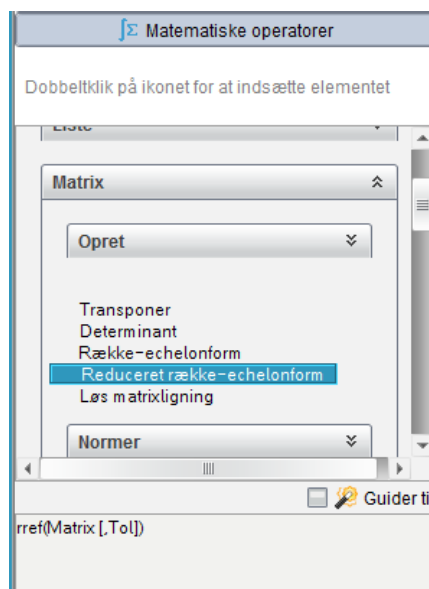 ∫Σ Matematiske operatorer
Dobbeltklik på ikonet for at indsætte elementet
Liste
Matrix
Opret
Transponer
Determinant
Række-echelonform
Reduceret række-echelonform
Løs matrixligning
Normer
Guider ti
rref(Matrix [,Tol])